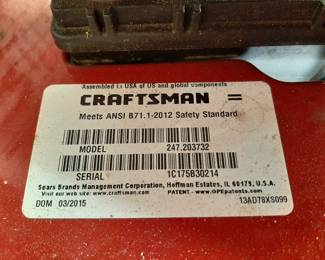 Assembled in USA of US and global components
CRAFTSMAN
Meets ANSI B71.1-2012 Safety Standard
MODEL 247.203732
SERIAL 1C175B30214
Sears Brands Management Corporation, Hoffman Estates, IL 60179, U.S.A.
Visit our website: www.craftsman.com PATENT - www.OPEpatents.com
DOM 03/2015 13AD78XS099